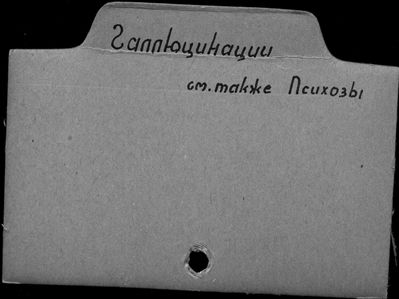 Галлюцинации
см. также Психозы